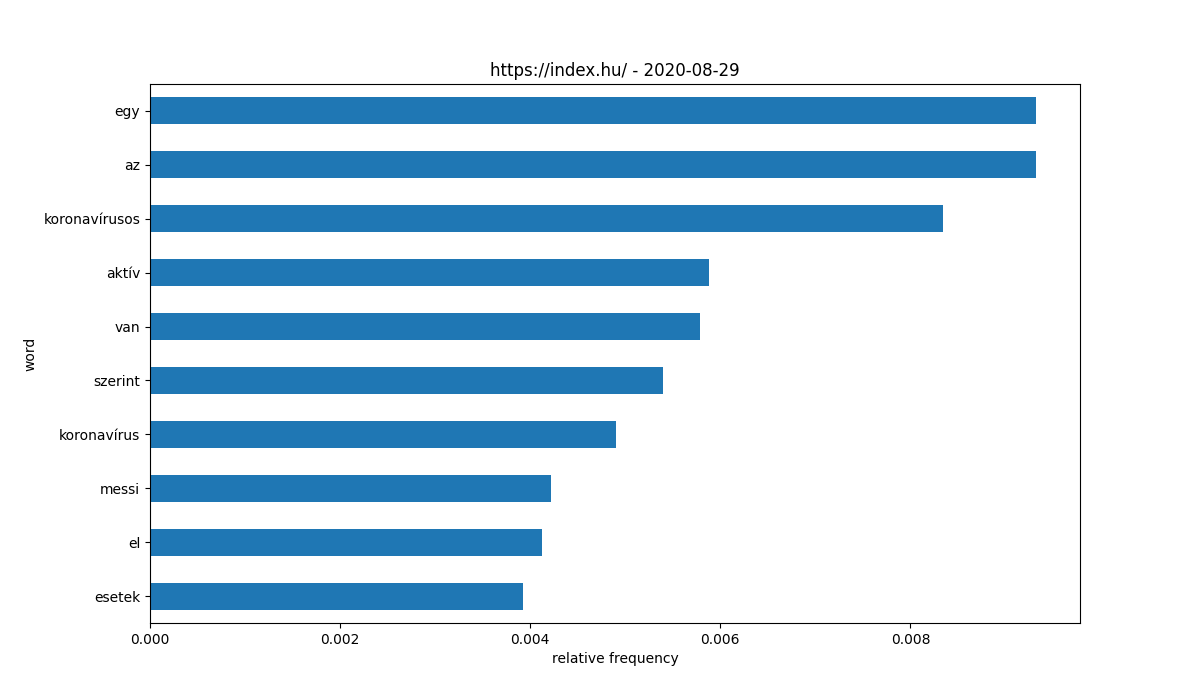 https://index.hu/ - 2020-08-29
egy
az
koronavírusos
aktív
van
szerint
koronavírus
messi
el
esetek
word
0.000 0.002 0.004 0.006 0.008
relative frequency